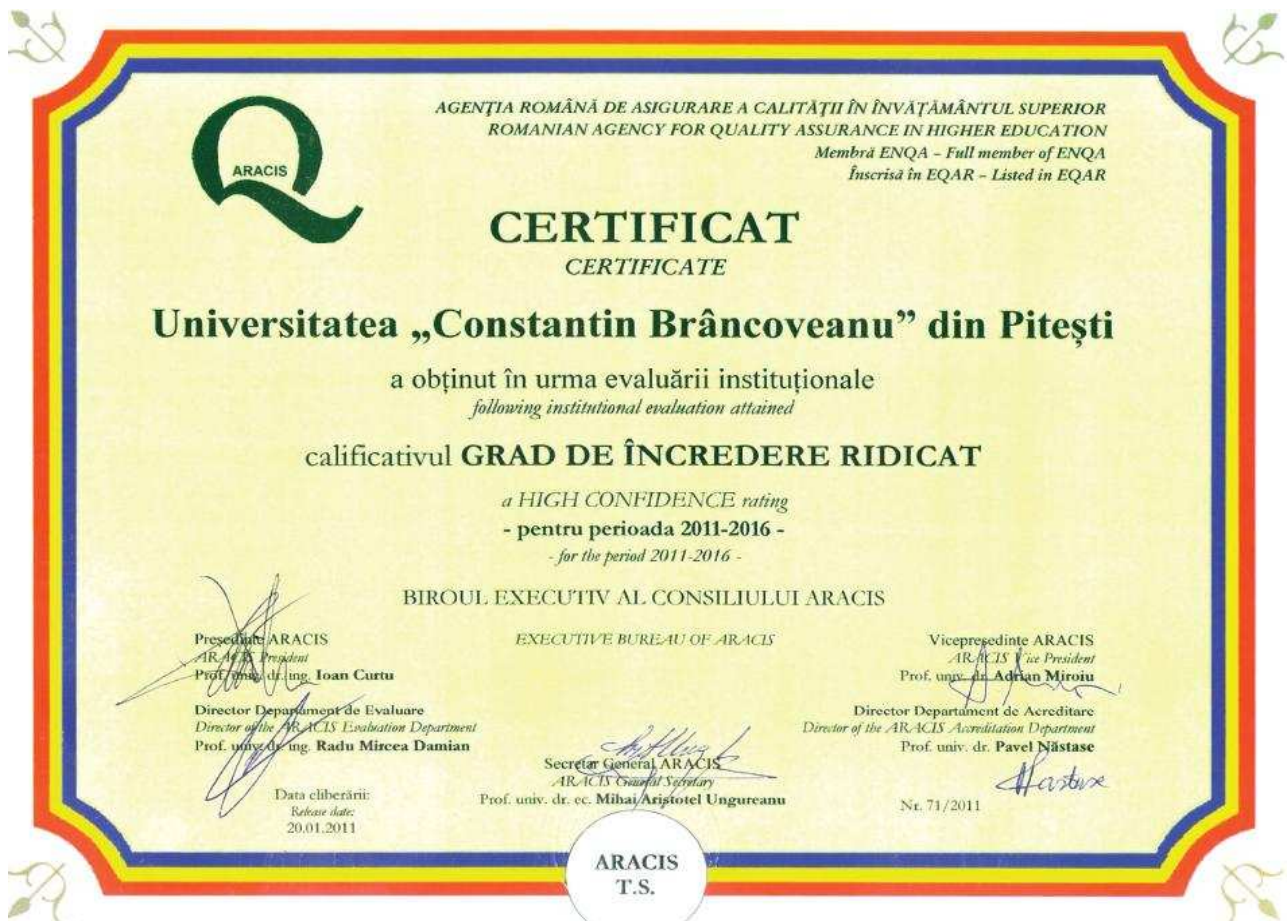 ARACIS
AGENŢIA ROMÂNĂ DE ASIGURARE A CALITĂŢII ÎN ÎNVĂŢĂMÂNTUL SUPERIOR
ROMANIAN AGENCY FOR QUALITY ASSURANCE IN HIGHER EDUCATION
Membră ENQA – Full member of ENQA
Înscrisă în EQAR – Listed in EQAR
CERTIFICAT
CERTIFICATE
Universitatea „Constantin Brâncoveanu” din Pitești
a obținut în urma evaluării instituționale
following institutional evaluation attained
calificativul GRAD DE ÎNCREDERE RIDICAT
a HIGH CONFIDENCE rating
- pentru perioada 2011-2016 -
- for the period 2011-2016 -
BIROUL EXECUTIV AL CONSILIULUI ARACIS
EXECUTIVE BUREAU OF ARACIS
Președinte ARACIS
ARACIS President
Prof. univ. dr. ing. Ioan Curtu
Vicepreședinte ARACIS
ARACIS Vice President
Prof. univ. dr. Adrian Miroiu
Director Departament de Evaluare
Director of the ARACIS Evaluation Department
Prof. univ. dr. ing. Radu Mircea Damian
Director Departament de Acreditare
Director of the ARACIS Accreditation Department
Prof. univ. dr. Pavel Năstase
Secretar General ARACIS
ARACIS General Secretary
Prof. univ. dr. ec. Mihai Aristotel Ungureanu
Data eliberării:
Release date:
20.01.2011
Nr. 71/2011
ARACIS
T.S.